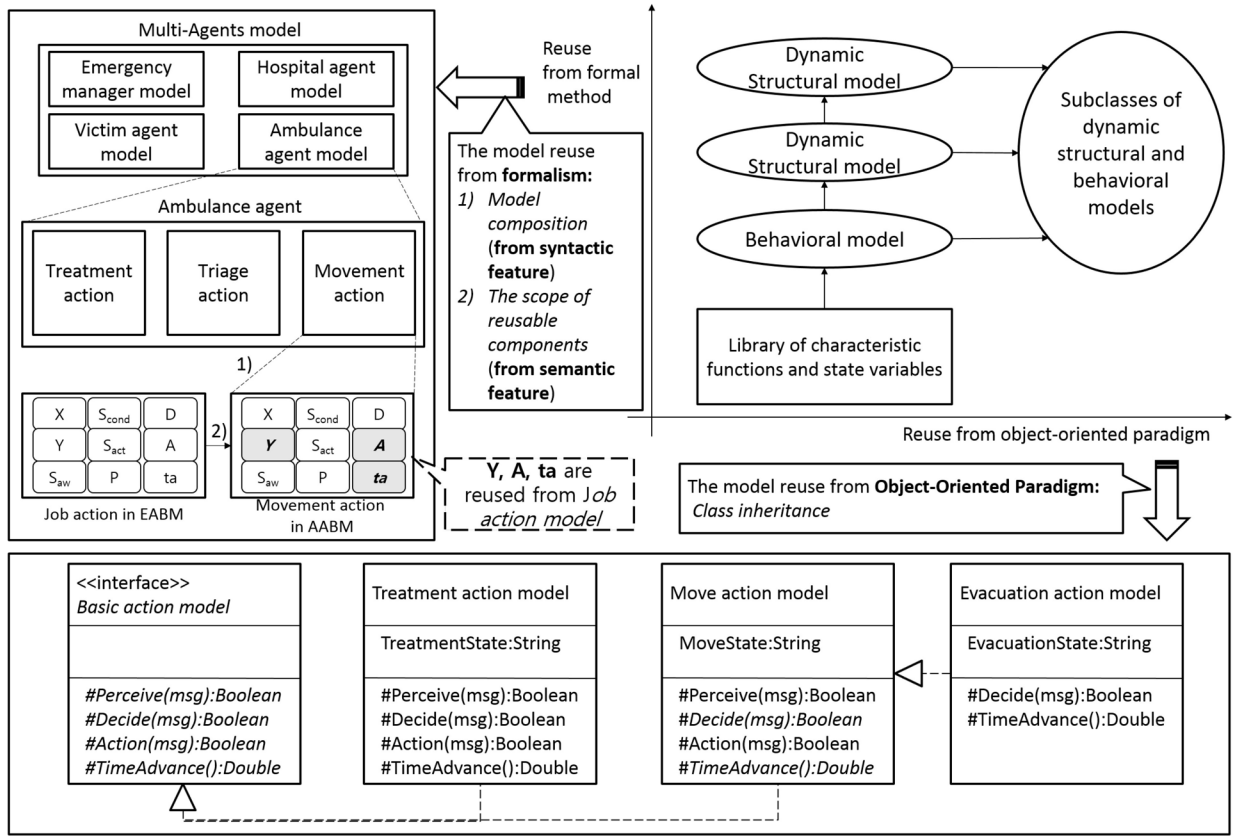 Multi-Agents model
Emergency
manager model
Hospital agent
model
Victim agent
model
Ambulance
agent model
Ambulance agent
Treatment
action
Triage
action
Movement
action
1)
X
S_cond
D
Y
S_act
A
S_aw
P
ta
Job action in EABM
2)
X
S_cond
D
Y
S_act
A
S_aw
P
ta
Movement action
in AABM
Reuse
from formal
method
The model reuse
from formalism:
1) Model
composition
(from syntactic
feature)
2) The scope of
reusable
components
(from semantic
feature)
Y, A, ta are
reused from Job
action model
Dynamic
Structural model
Dynamic
Structural model
Behavioral model
Library of characteristic
functions and state variables
Subclasses of
dynamic
structural and
behavioral
models
Reuse from object-oriented paradigm
The model reuse from Object-Oriented Paradigm:
Class inheritance
<<interface>>
Basic action model
#Perceive(msg):Boolean
#Decide(msg):Boolean
#Action(msg):Boolean
#TimeAdvance():Double
Treatment action model
TreatmentState:String
#Perceive(msg):Boolean
#Decide(msg):Boolean
#Action(msg):Boolean
#TimeAdvance():Double
Move action model
MoveState:String
#Perceive(msg):Boolean
#Decide(msg):Boolean
#Action(msg):Boolean
#TimeAdvance():Double
Evacuation action model
EvacuationState:String
#Decide(msg):Boolean
#TimeAdvance():Double